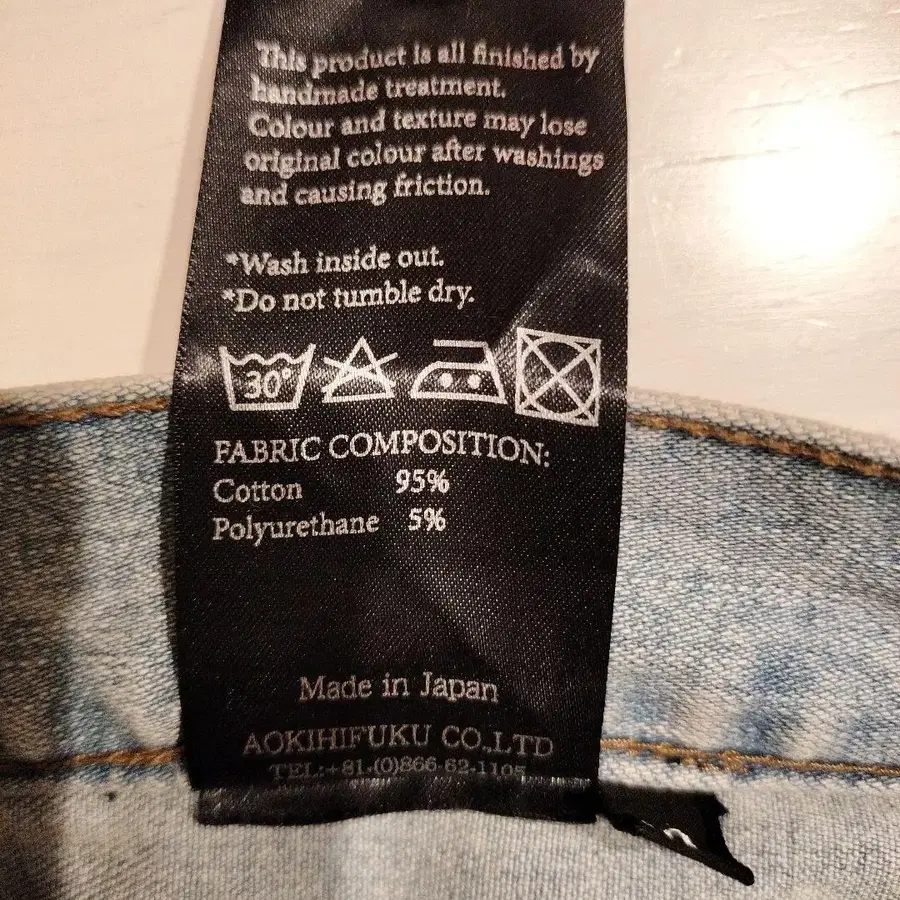 This product is all finished by
handmade treatment.
Colour and texture may lose
original colour after washings
and causing friction.
*Wash inside out.
*Do not tumble dry.
30°
FABRIC COMPOSITION:
Cotton 95%
Polyurethane 5%
Made in Japan
AOKIHIFUKU CO.,LTD
TEL:+81.(0)866-62-1105